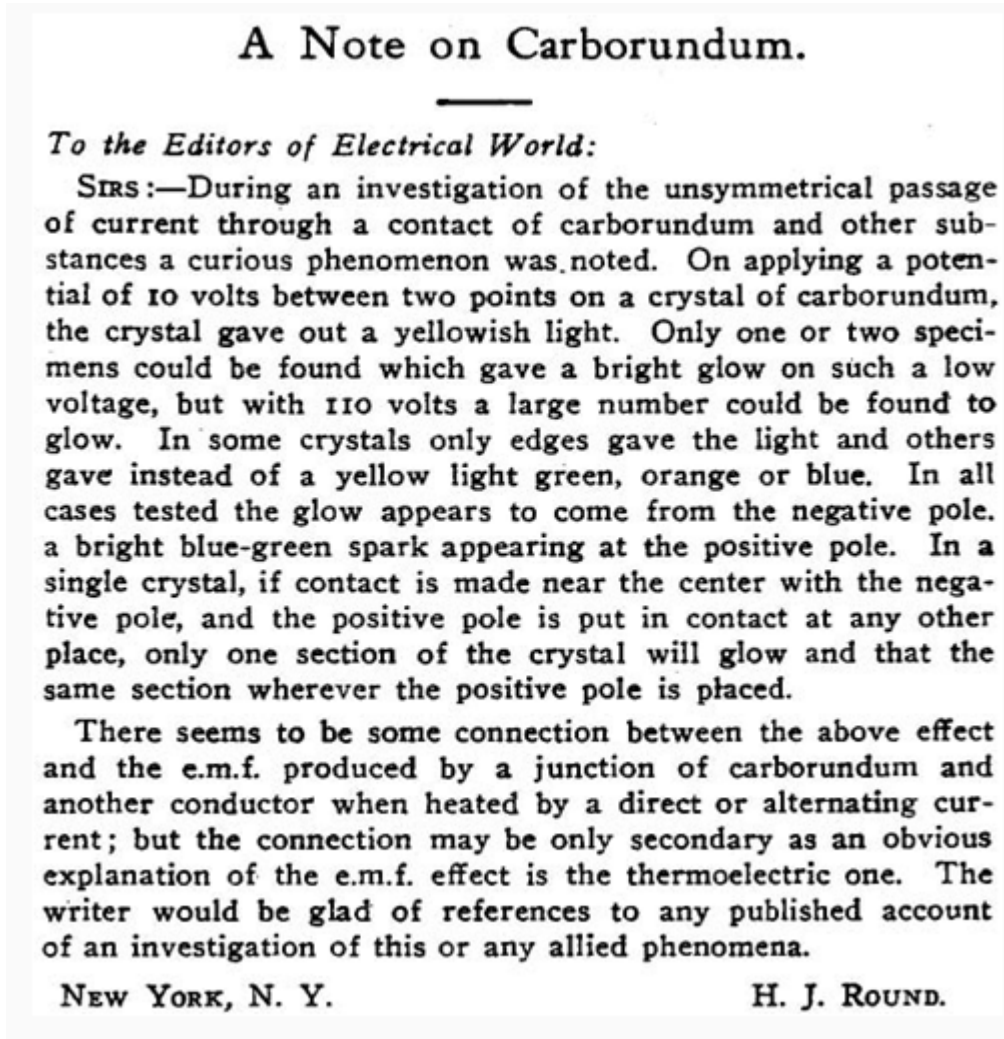 A Note on Carborundum.
To the Editors of Electrical World:
SIRS:—During an investigation of the unsymmetrical passage
of current through a contact of carborundum and other sub-
stances a curious phenomenon was noted. On applying a poten-
tial of 10 volts between two points on a crystal of carborundum,
the crystal gave out a yellowish light. Only one or two speci-
mens could be found which gave a bright glow on such a low
voltage, but with 110 volts a large number could be found to
glow. In some crystals only edges gave the light and others
gave instead of a yellow light green, orange or blue. In all
cases tested the glow appears to come from the negative pole.
a bright blue-green spark appearing at the positive pole. In a
single crystal, if contact is made near the center with the nega-
tive pole, and the positive pole is put in contact at any other
place, only one section of the crystal will glow and that the
same section wherever the positive pole is placed.
There seems to be some connection between the above effect
and the e.m.f. produced by a junction of carborundum and
another conductor when heated by a direct or alternating cur-
rent; but the connection may be only secondary as an obvious
explanation of the e.m.f. effect is the thermoelectric one. The
writer would be glad of references to any published account
of an investigation of this or any allied phenomena.
NEW YORK, N. Y. H. J. ROUND.